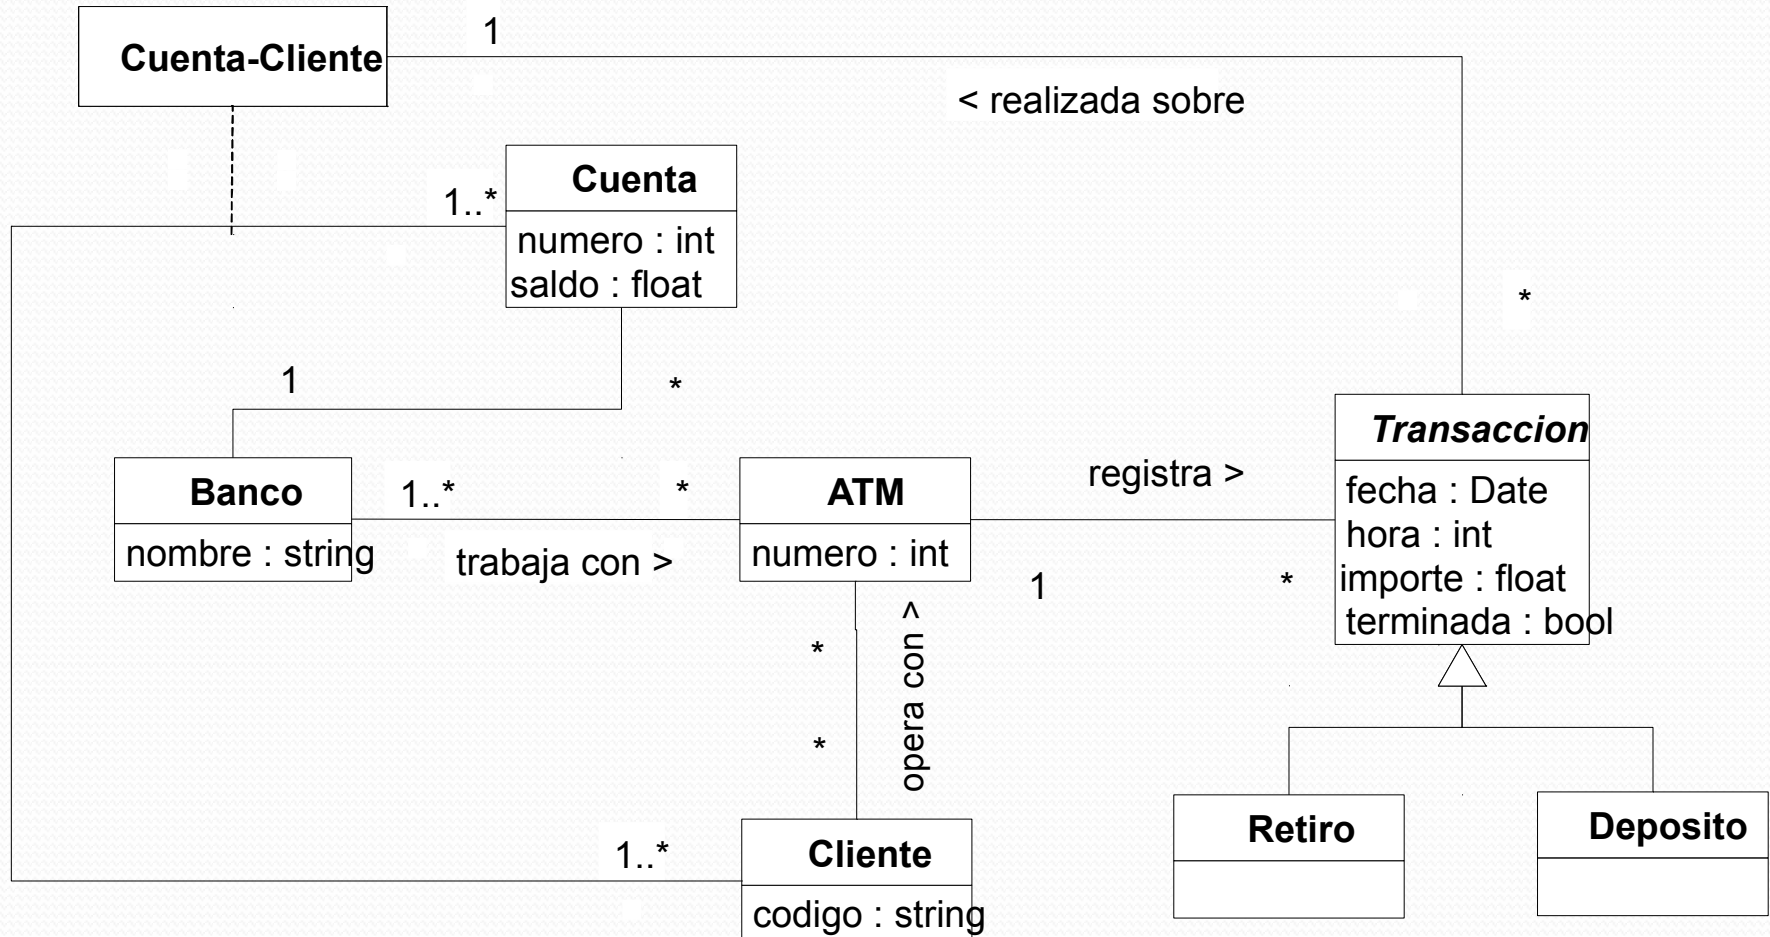 Cuenta-Cliente
1
< realizada sobre
Cuenta
1..*
numero : int
saldo : float
*
1
*
Transaccion
fecha : Date
hora : int
importe : float
terminada : bool
registra >
1
*
Banco
nombre : string
1..*
*
trabaja con >
ATM
numero : int
*
opera con >
*
1..*
Cliente
codigo : string
Retiro
Deposito